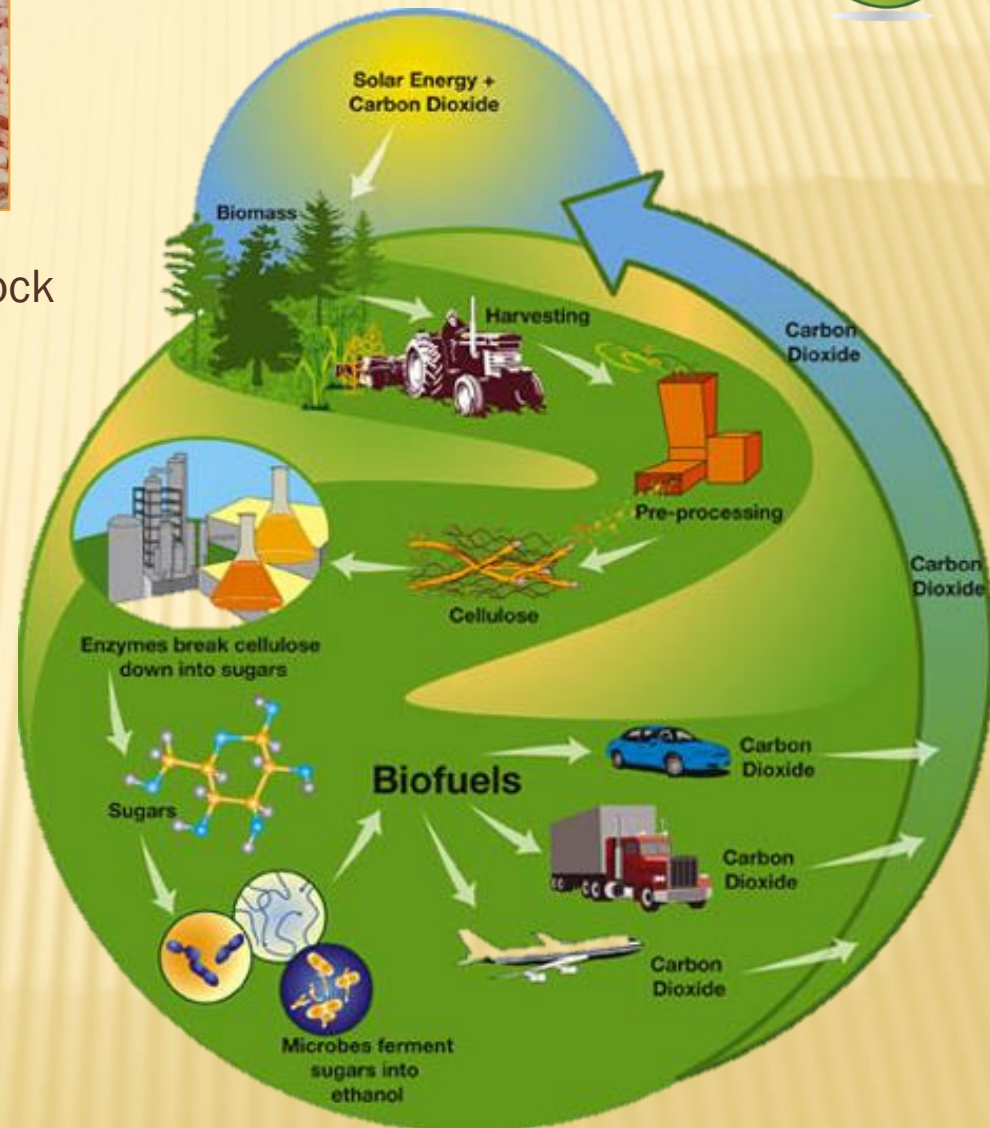 Solar Energy +
Carbon Dioxide
Biomass
ock
Harvesting
Carbon
Dioxide
Pre-processing
Carbon
Dioxide
Cellulose
Enzymes break cellulose
down into sugars
Sugars
Biofuels
Carbon
Dioxide
Carbon
Dioxide
Carbon
Dioxide
Microbes ferment
sugars into
ethanol